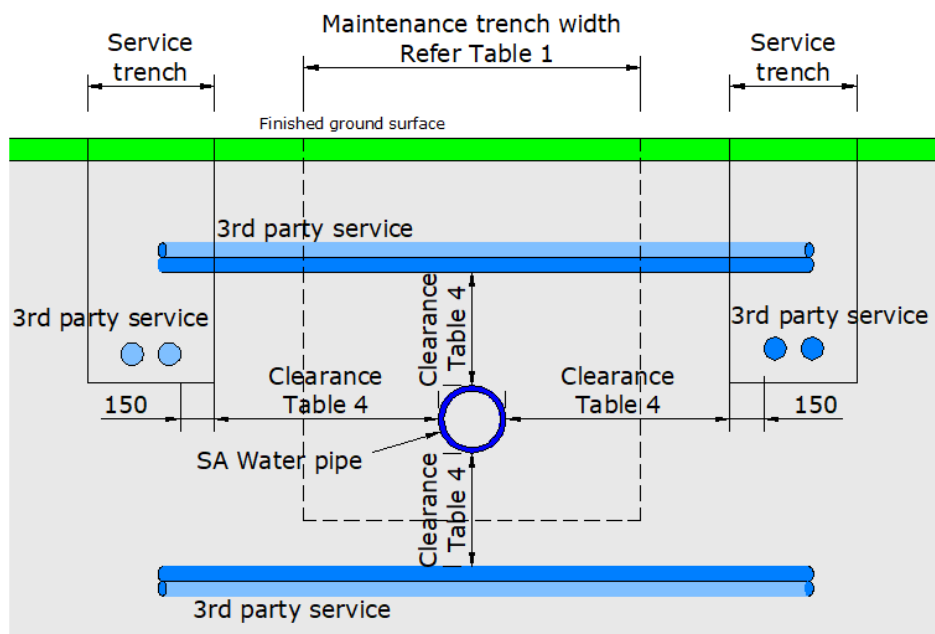 Maintenance trench width
Refer Table 1
Service
trench
Service
trench
Finished ground surface
3rd party service
3rd party service
3rd party service
Clearance
Table 4
Clearance
Table 4
Clearance
Table 4
150
150
SA Water pipe
Clearance
Table 4
3rd party service